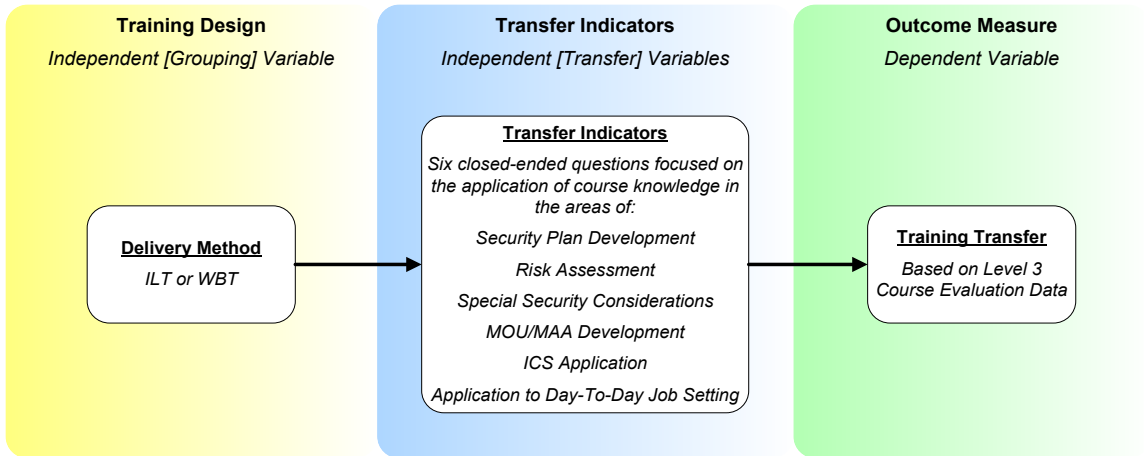 Training Design
Independent [Grouping] Variable
Delivery Method
ILT or WBT
Transfer Indicators
Independent [Transfer] Variables
Transfer Indicators
Six closed-ended questions focused on
the application of course knowledge in
the areas of:
Security Plan Development
Risk Assessment
Special Security Considerations
MOU/MAA Development
ICS Application
Application to Day-To-Day Job Setting
Outcome Measure
Dependent Variable
Training Transfer
Based on Level 3
Course Evaluation Data